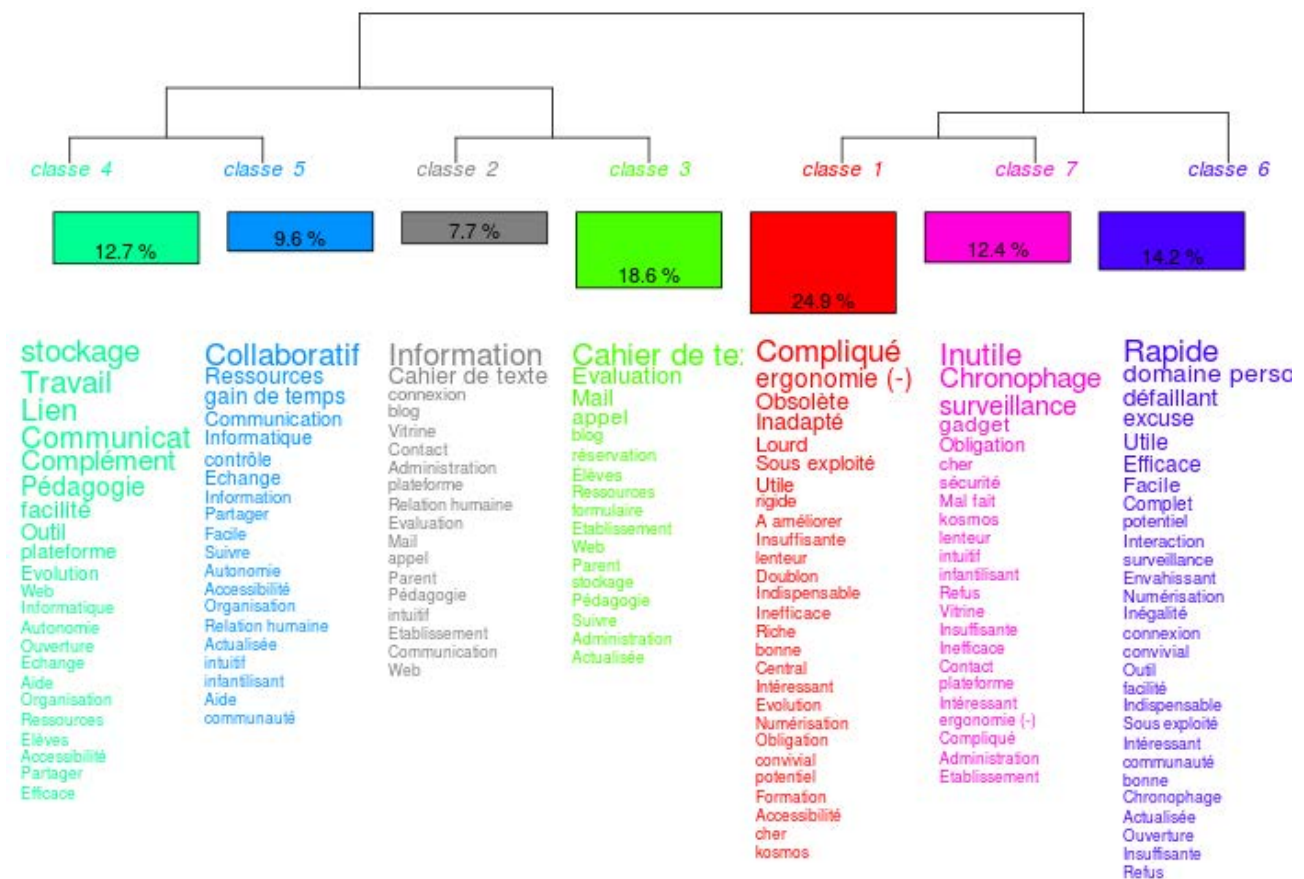 classe 4
classe 5
classe 2
classe 3
classe 1
classe 7
classe 6
12.7 %
9.6 %
7.7 %
18.6 %
24.9 %
12.4 %
14.2 %
stockage
Travail
Lien
Communicat
Complément
Pédagogie
facilité
Outil
plateforme
Evolution
Web
Informatique
Autonomie
Ouverture
Echange
Aide
Organisation
Ressources
Elèves
Accessibilité
Partager
Efficace
Collaboratif
Ressources
gain de temps
Communication
Informatique
contrôle
Echange
Information
Partager
Facile
Suivre
Autonomie
Accessibilité
Organisation
Relation humaine
Actualisée
intuitif
infantilisant
Aide
communauté
Information
Cahier de texte
connexion
blog
Vitrine
Contact
Administration
plateforme
Relation humaine
Evaluation
Mail
appel
Parent
Pédagogie
intuitif
Etablissement
Communication
Web
Cahier de te
Evaluation
Mail
appel
blog
réservation
Elèves
Ressources
formulaire
Etablissement
Web
Parent
stockage
Pédagogie
Suivre
Administration
Actualisée
Compliqué
ergonomie (-)
Obsolète
Inadapté
Lourd
Sous exploité
Utile
rigide
A améliorer
Insuffisante
lenteur
Doublon
Indispensable
Inefficace
Riche
bonne
Central
Intéressant
Evolution
Numérisation
Obligation
convivial
potentiel
Formation
Accessibilité
cher
kosmos
Inutile
Chronophage
surveillance
gadget
Obligation
cher
sécurité
Mal fait
kosmos
lenteur
intuitif
infantilisant
Refus
Vitrine
Insuffisante
Inefficace
Contact
plateforme
Intéressant
ergonomie (-)
Compliqué
Administration
Etablissement
Rapide
domaine perso
défaillant
excuse
Utile
Efficace
Facile
Complet
potentiel
Interaction
surveillance
Envahissant
Numérisation
Inégalité
connexion
convivial
Outil
facilité
Indispensable
Sous exploité
Intéressant
communauté
bonne
Chronophage
Actualisée
Ouverture
Insuffisante
Refus